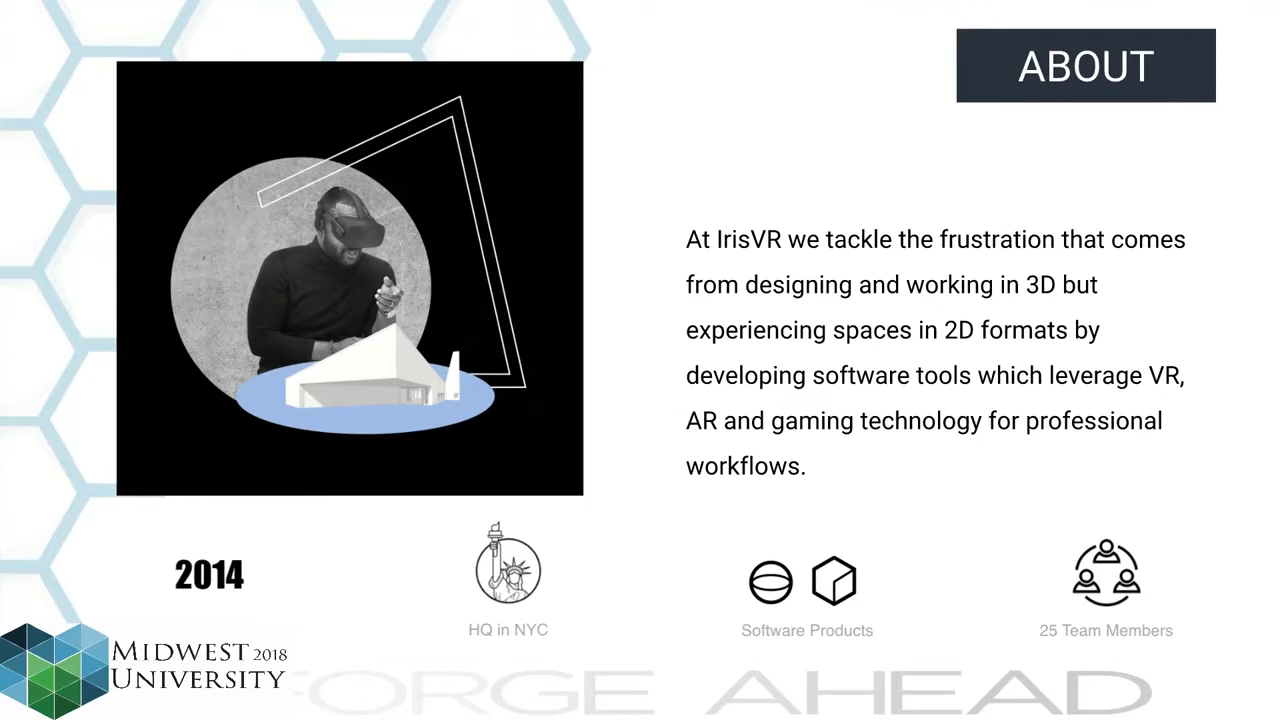 ABOUT
At IrisVR we tackle the frustration that comes
from designing and working in 3D but
experiencing spaces in 2D formats by
developing software tools which leverage VR,
AR and gaming technology for professional
workflows.
2014
HQ in NYC
Software Products
25 Team Members
MIDWEST 2018
UNIVERSITY
FORGE AHEAD